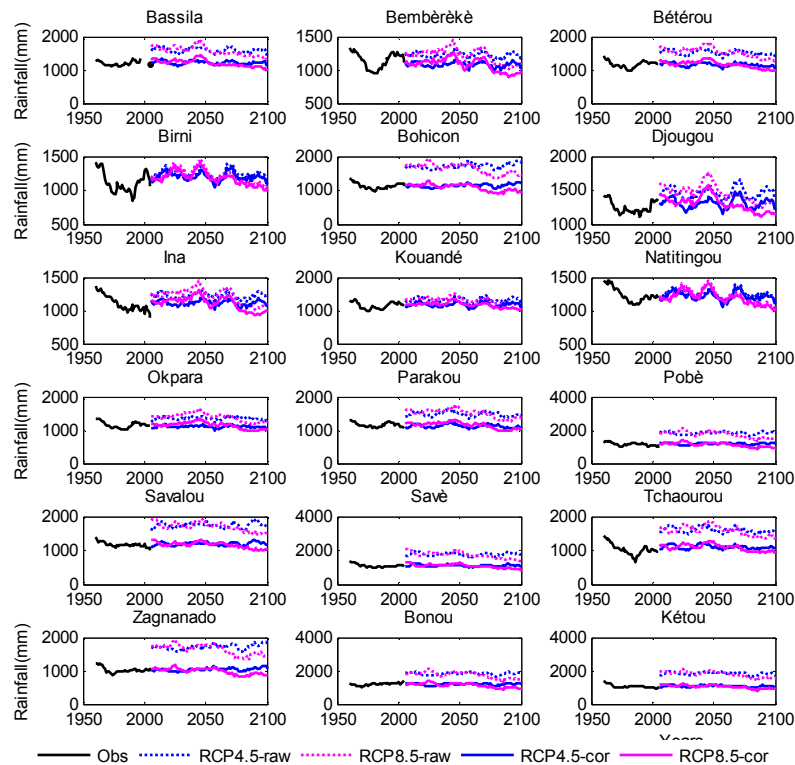 Bassila Bembèrèkè Bétérou
Rainfall(mm)
2000 1500 2000
1000 1000 1000
0 500 0
1950 2000 2050 2100 1950 2000 2050 2100 1950 2000 2050 2100
Birni Bohicon Djougou
Rainfall(mm)
1500 2000 1500
1000 1000
500 0 1000
1950 2000 2050 2100 1950 2000 2050 2100 1950 2000 2050 2100
Ina Kouandé Natitingou
1500 2000 1500
1000 1000 1000
500 0 500
1950 2000 2050 2100 1950 2000 2050 2100 1950 2000 2050 2100
Okpara Parakou Pobè
Rainfall(mm)
2000 2000 4000
1000 1000 2000
0 0 0
1950 2000 2050 2100 1950 2000 2050 2100 1950 2000 2050 2100
Savalou Savè Tchaourou
Rainfall(mm)
2000 4000 2000
1000 2000 1000
0 0 0
1950 2000 2050 2100 1950 2000 2050 2100 1950 2000 2050 2100
Zagnanado Bonou Kétou
Rainfall(mm)
2000 4000 4000
1000 2000 2000
0 0 0
1950 2000 2050 2100 1950 2000 2050 2100 1950 2000 2050 2100
Obs RCP4.5-raw RCP8.5-raw RCP4.5-cor RCP8.5-cor